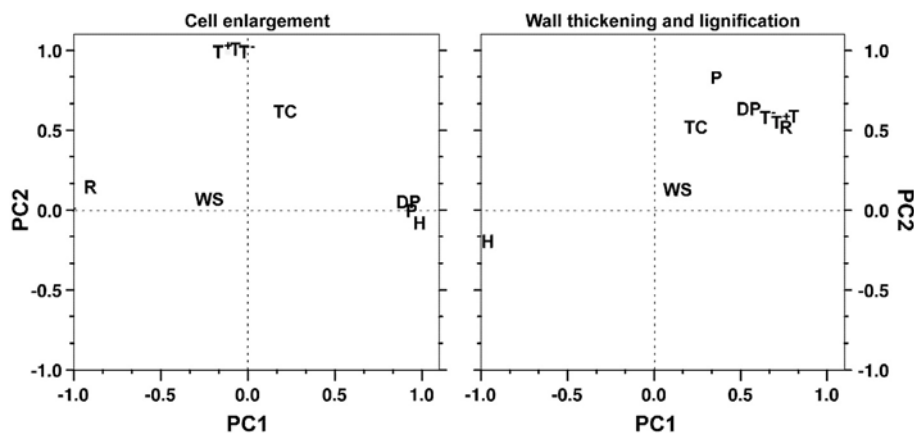 Cell enlargement
Wall thickening and lignification
1.0
0.5
0.0
-0.5
-1.0
PC2
T⁺ T T⁻
TC
R
WS
DP
P
H
-1.0 -0.5 0.0 0.5 1.0
PC1
P
DP
T⁻ T T⁺
R
TC
WS
H
-1.0 -0.5 0.0 0.5 1.0
PC1
1.0
0.5
0.0
-0.5
-1.0
PC2